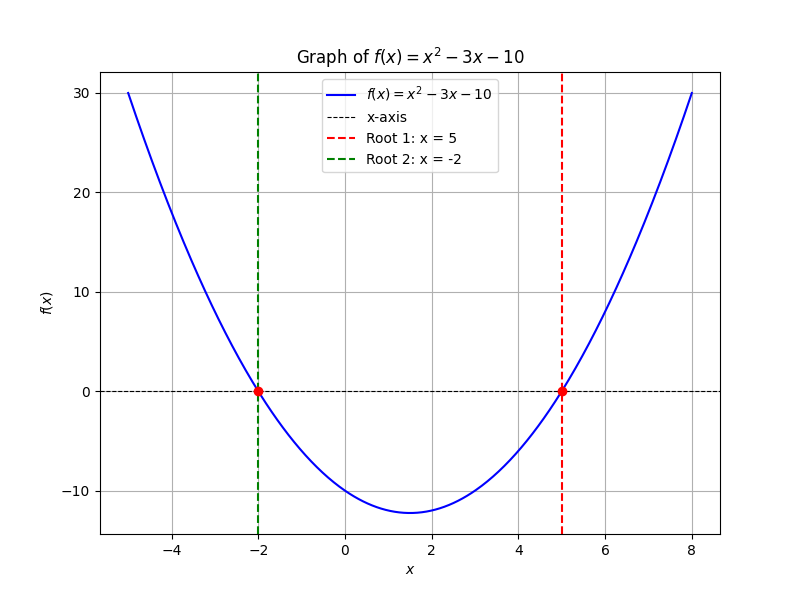 Graph of f(x) = x² − 3x − 10
f(x) = x² − 3x − 10
x-axis
Root 1: x = 5
Root 2: x = -2
30
20
10
0
−10
f(x)
−4 −2 0 2 4 6 8
x